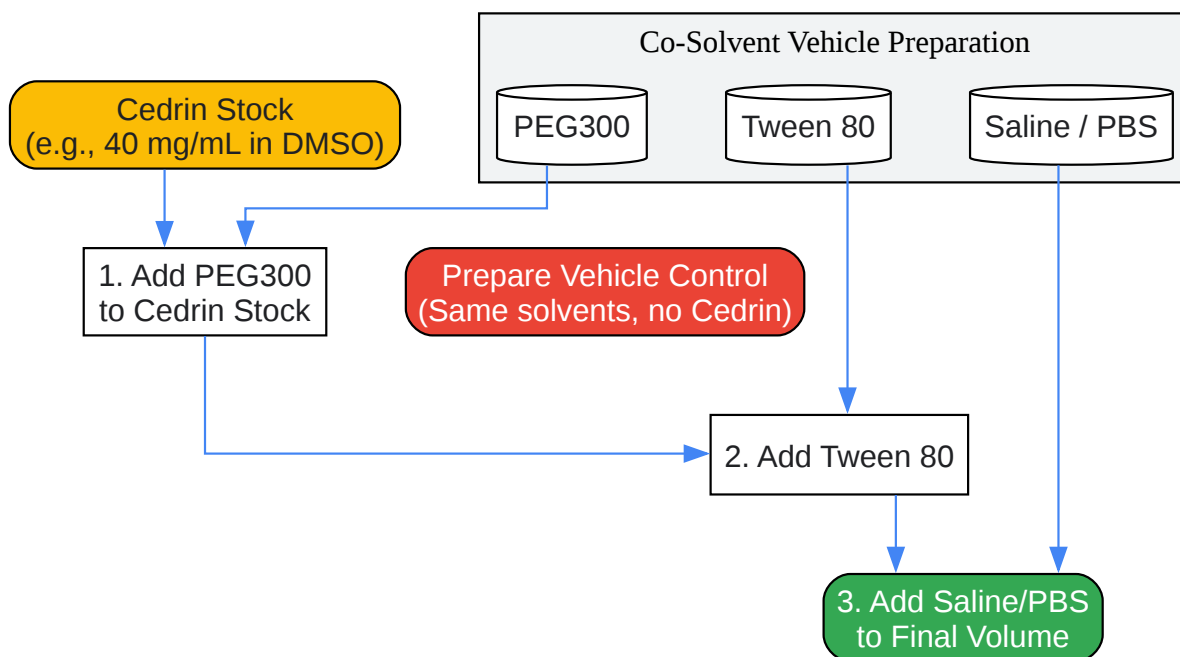 Co-Solvent Vehicle Preparation
Cedrin Stock
(e.g., 40 mg/mL in DMSO)
PEG300
Tween 80
Saline / PBS
1. Add PEG300
to Cedrin Stock
Prepare Vehicle Control
(Same solvents, no Cedrin)
2. Add Tween 80
3. Add Saline/PBS
to Final Volume